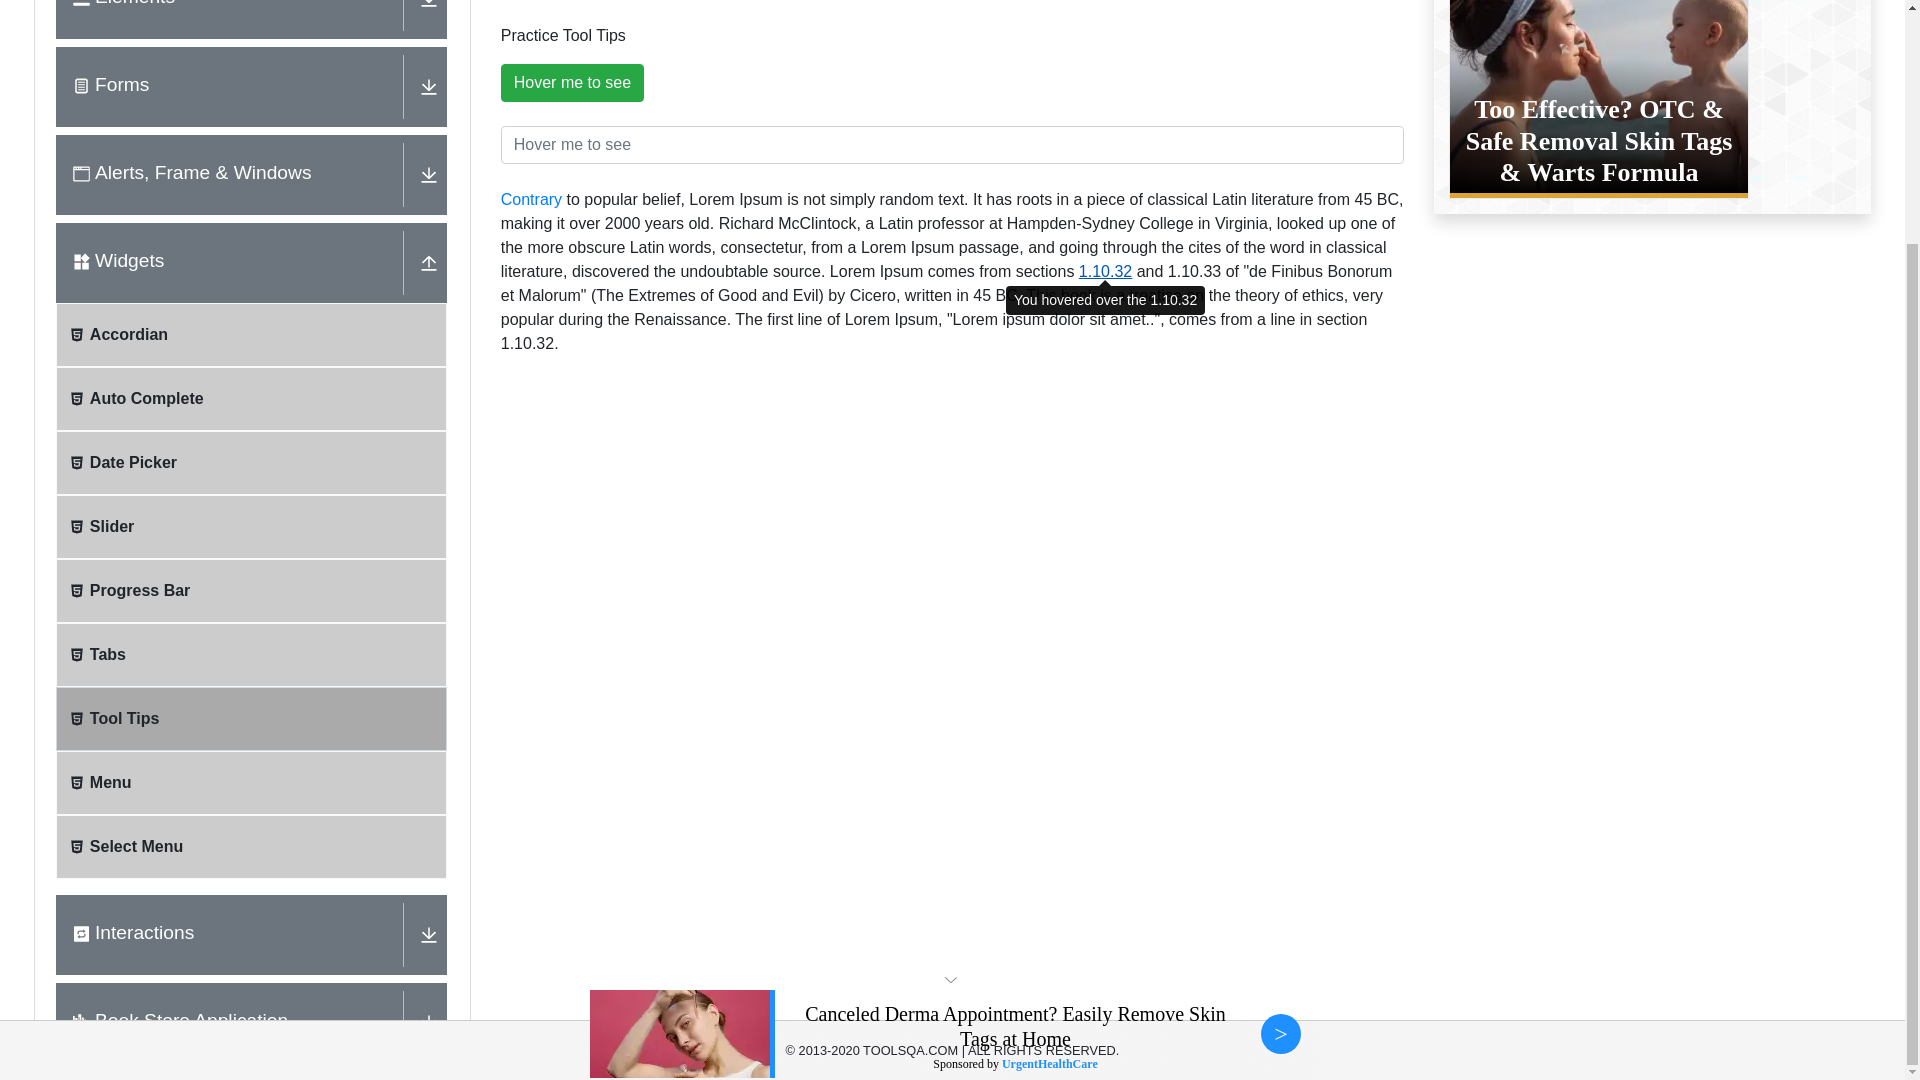 Elements
Forms
Alerts, Frame & Windows
Widgets
Accordian
Auto Complete
Date Picker
Slider
Progress Bar
Tabs
Tool Tips
Menu
Select Menu
Interactions
Book Store Application
Practice Tool Tips
Hover me to see
Hover me to see
Contrary to popular belief, Lorem Ipsum is not simply random text. It has roots in a piece of classical Latin literature from 45 BC,
making it over 2000 years old. Richard McClintock, a Latin professor at Hampden-Sydney College in Virginia, looked up one of
the more obscure Latin words, consectetur, from a Lorem Ipsum passage, and going through the cites of the word in classical
literature, discovered the undoubtable source. Lorem Ipsum comes from sections 1.10.32 and 1.10.33 of "de Finibus Bonorum
et Malorum" (The Extremes of Good and Evil) by Cicero, written in 45 BC. the theory of ethics, very
You hovered over the 1.10.32
popular during the Renaissance. The first line of Lorem Ipsum, "Lorem ipsum dolor sit amet..", comes from a line in section
1.10.32.
Too Effective? OTC &
Safe Removal Skin Tags
& Warts Formula
Canceled Derma Appointment? Easily Remove Skin
Tags at Home
>
© 2013-2020 TOOLSQA.COM | ALL RIGHTS RESERVED.
Sponsored by UrgentHealthCare